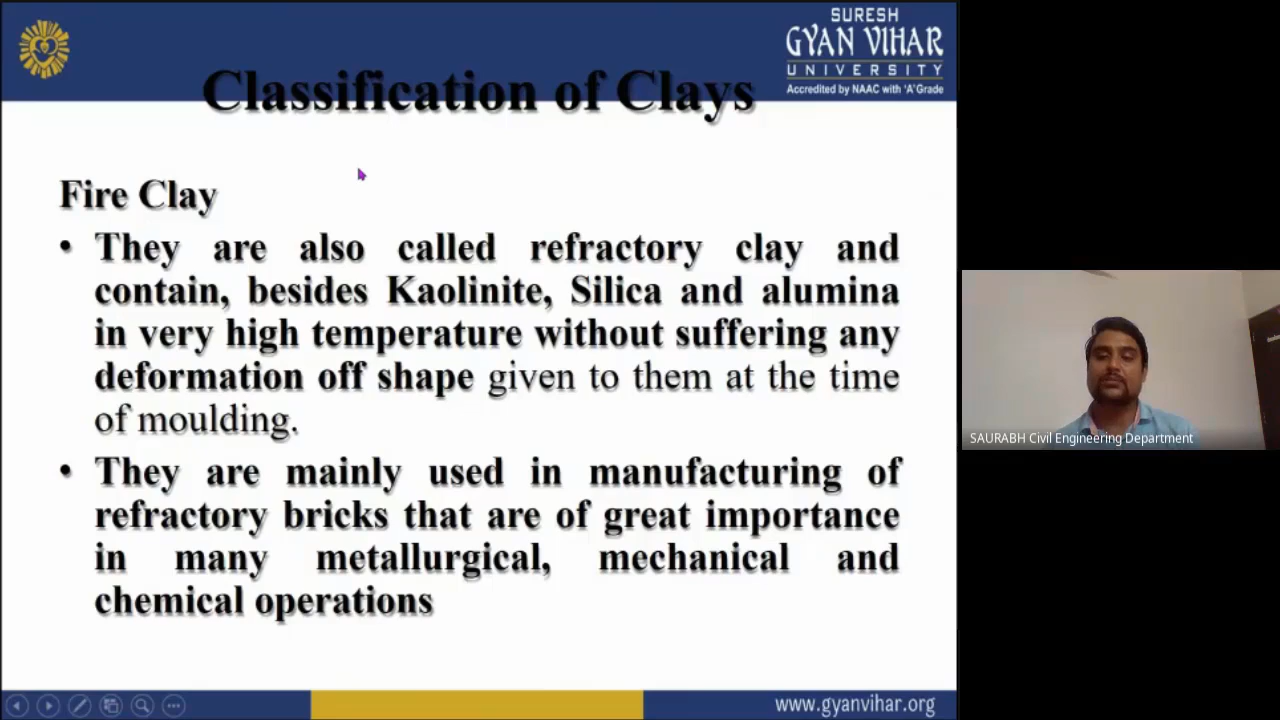 SURESH
GYAN VIHAR
UNIVERSITY
Accredited by NAAC with 'A' Grade
Classification of Clays
Fire Clay
• They are also called refractory clay and
contain, besides Kaolinite, Silica and alumina
in very high temperature without suffering any
deformation off shape given to them at the time
of moulding.
• They are mainly used in manufacturing of
refractory bricks that are of great importance
in many metallurgical, mechanical and
chemical operations
SAURABH Civil Engineering Department
www.gyanvihar.org